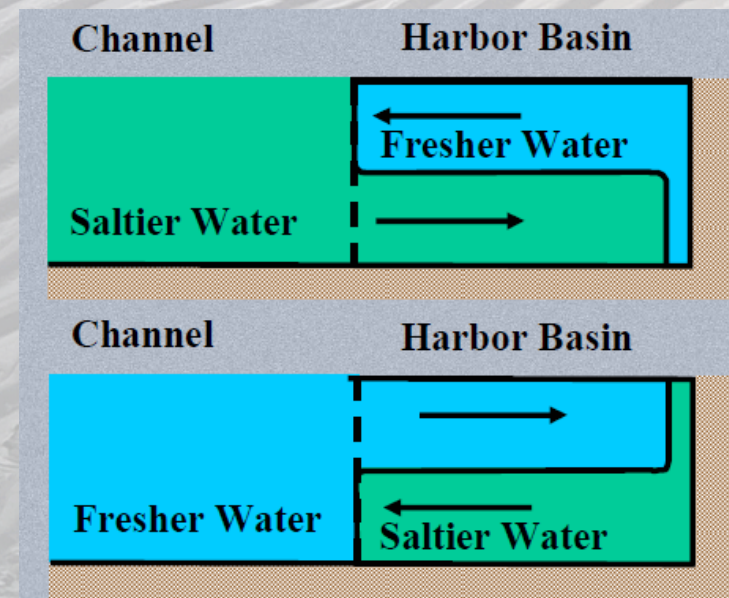 Channel
Harbor Basin
Fresher Water
Saltier Water
Channel
Harbor Basin
Fresher Water
Saltier Water